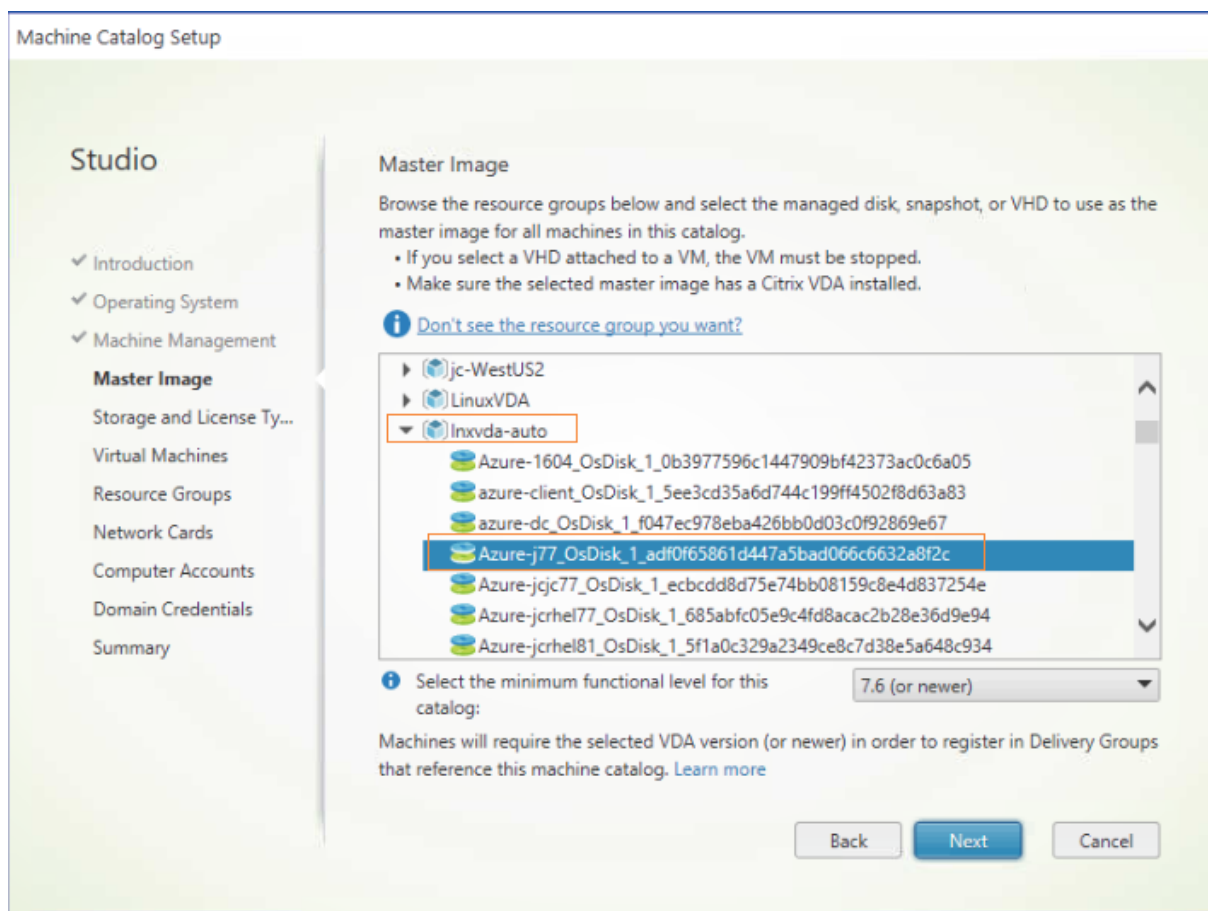 Machine Catalog Setup
Studio
Introduction
Operating System
Machine Management
Master Image
Storage and License Ty...
Virtual Machines
Resource Groups
Network Cards
Computer Accounts
Domain Credentials
Summary
Master Image
Browse the resource groups below and select the managed disk, snapshot, or VHD to use as the
master image for all machines in this catalog.
• If you select a VHD attached to a VM, the VM must be stopped.
• Make sure the selected master image has a Citrix VDA installed.
Don't see the resource group you want?
jc-WestUS2
LinuxVDA
lnxvda-auto
Azure-1604_OsDisk_1_0b3977596c1447909bf42373ac0c6a05
azure-client_OsDisk_1_5ee3cd35a6d744c199ff4502f8d63a83
azure-dc_OsDisk_1_f047ec978eba426bb0d03c0f92869e67
Azure-j77_OsDisk_1_adf0f65861d447a5bad066c6632a8f2c
Azure-jcjc77_OsDisk_1_ecbcdd8d75e74bb08159c8e4d837254e
Azure-jcrhel77_OsDisk_1_685abfc05e9c4fd8acac2b28e36d9e94
Azure-jcrhel81_OsDisk_1_5f1a0c329a2349ce8c7d38e5a648c934
Select the minimum functional level for this
catalog:
7.6 (or newer)
Machines will require the selected VDA version (or newer) in order to register in Delivery Groups
that reference this machine catalog. Learn more
Back
Next
Cancel